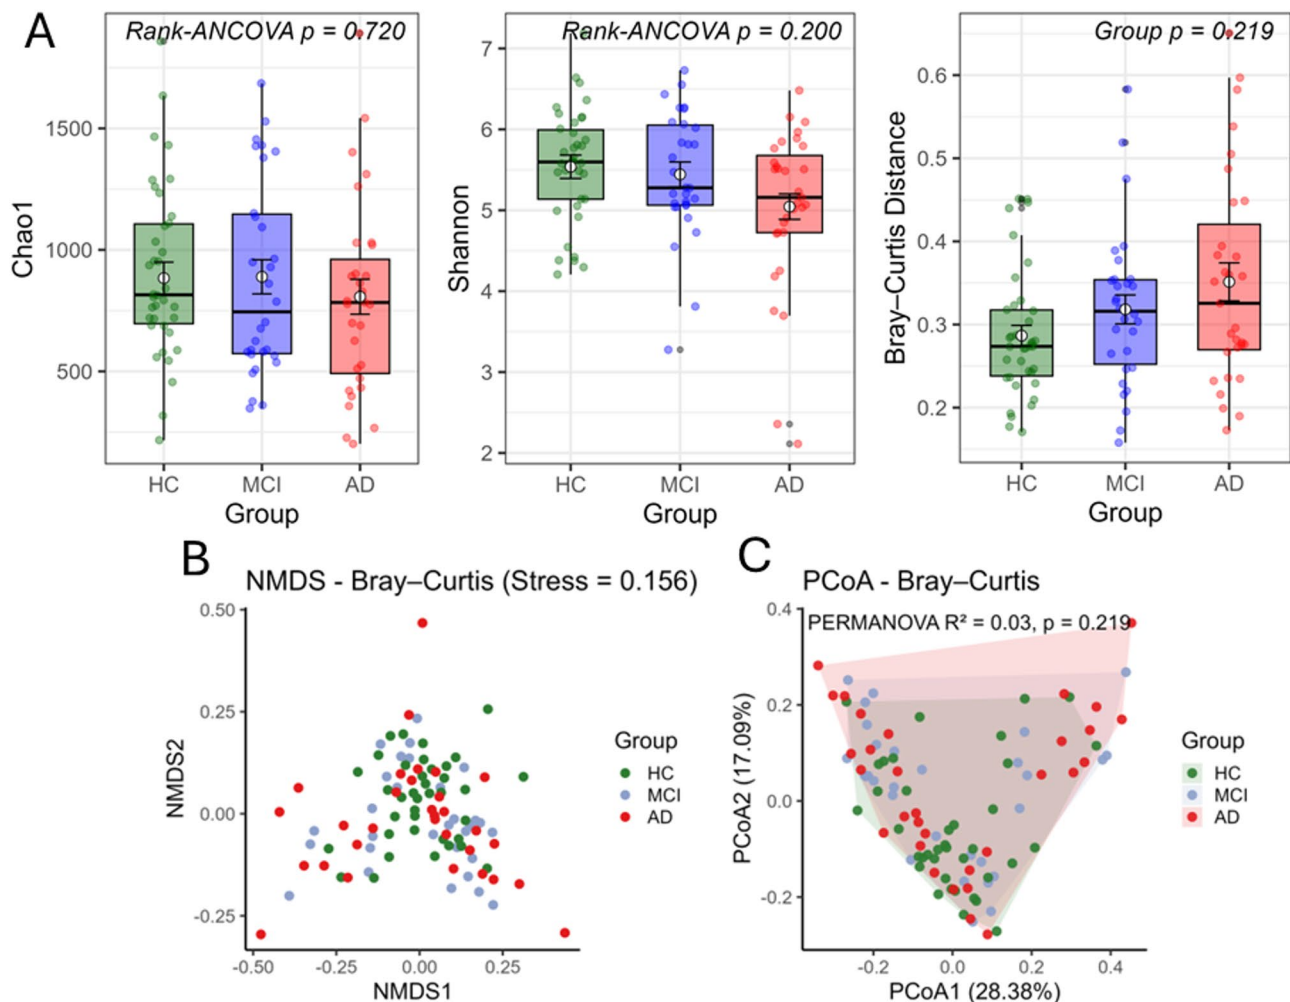 A
Rank-ANCOVA p = 0.720
Chao1
1500
1000
500
HC MCI AD
Group
Rank-ANCOVA p = 0.200
Shannon
7
6
5
4
3
2
HC MCI AD
Group
Group p = 0.219
Bray–Curtis Distance
0.6
0.5
0.4
0.3
0.2
HC MCI AD
Group
B
NMDS - Bray–Curtis (Stress = 0.156)
NMDS2
0.50
0.25
0.00
-0.25
-0.50 -0.25 0.00 0.25
NMDS1
Group
HC
MCI
AD
C
PCoA - Bray–Curtis
PERMANOVA R² = 0.03, p = 0.219
PCoA2 (17.09%)
0.4
0.2
0.0
-0.2
-0.2 0.0 0.2 0.4
PCoA1 (28.38%)
Group
HC
MCI
AD